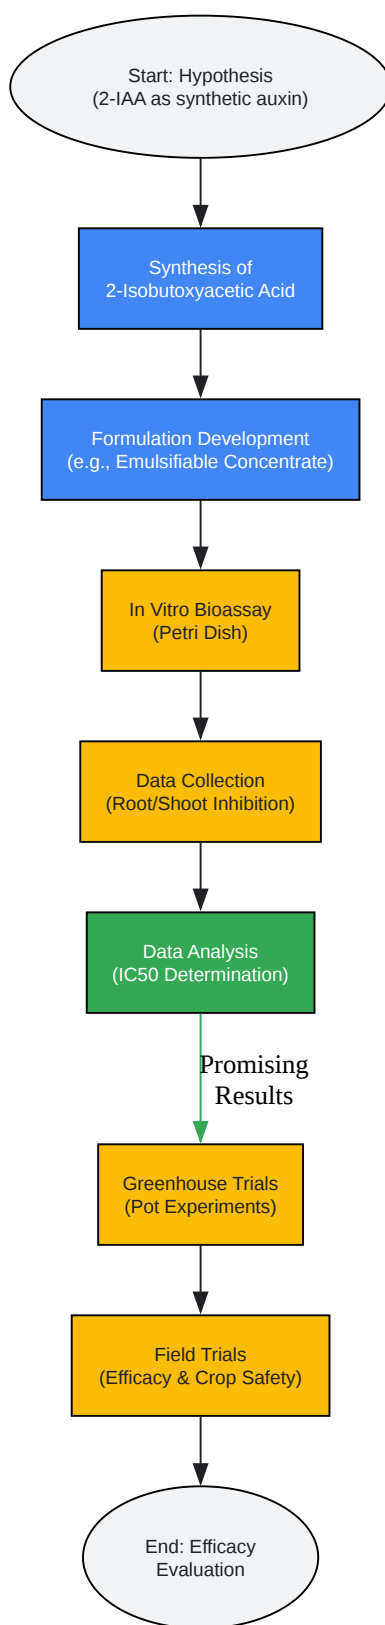 Start: Hypothesis
(2-IAA as synthetic auxin)
Synthesis of
2-Isobutoxyacetic Acid
Formulation Development
(e.g., Emulsifiable Concentrate)
In Vitro Bioassay
(Petri Dish)
Data Collection
(Root/Shoot Inhibition)
Data Analysis
(IC50 Determination)
Promising
Results
Greenhouse Trials
(Pot Experiments)
Field Trials
(Efficacy & Crop Safety)
End: Efficacy
Evaluation